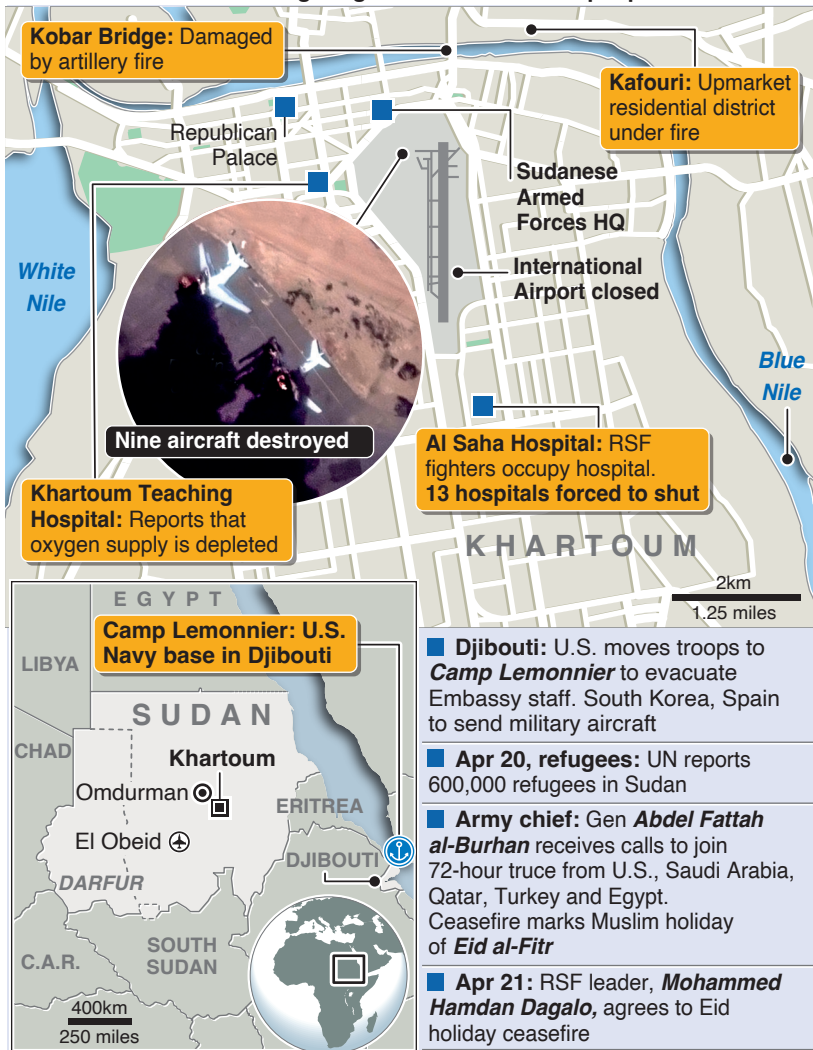 Kobar Bridge: Damaged
by artillery fire
Kafouri: Upmarket
residential district
under fire
Republican
Palace
Sudanese
Armed
Forces HQ
International
Airport closed
White
Nile
Blue
Nile
Nine aircraft destroyed
Al Saha Hospital: RSF
fighters occupy hospital.
13 hospitals forced to shut
Khartoum Teaching
Hospital: Reports that
oxygen supply is depleted
KHARTOUM
2km
1.25 miles
EGYPT
Camp Lemonnier: U.S.
Navy base in Djibouti
LIBYA
SUDAN
CHAD
Khartoum
Omdurman
ERITREA
El Obeid
DJIBOUTI
DARFUR
SOUTH
SUDAN
C.A.R.
400km
250 miles
Djibouti: U.S. moves troops to
Camp Lemonnier to evacuate
Embassy staff. South Korea, Spain
to send military aircraft
Apr 20, refugees: UN reports
600,000 refugees in Sudan
Army chief: Gen Abdel Fattah
al-Burhan receives calls to join
72-hour truce from U.S., Saudi Arabia,
Qatar, Turkey and Egypt.
Ceasefire marks Muslim holiday
of Eid al-Fitr
Apr 21: RSF leader, Mohammed
Hamdan Dagalo, agrees to Eid
holiday ceasefire